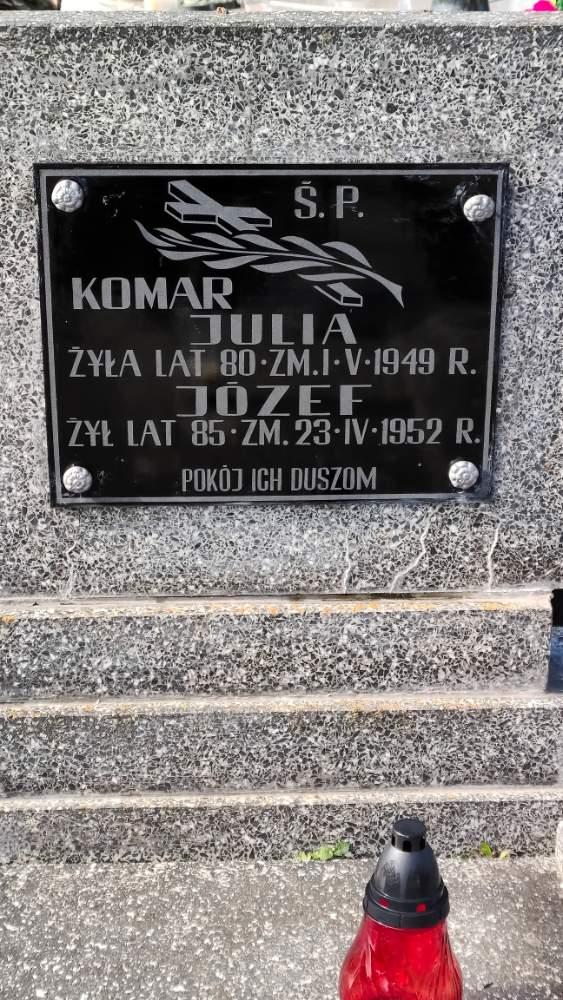 Ś. P.
KOMAR
JULIA
ŻYŁA LAT 80·ZM.I·V·1949 R.
JÓZEF
ŻYŁ LAT 85·ZM. 23·IV·1952 R.
POKÓJ ICH DUSZOM